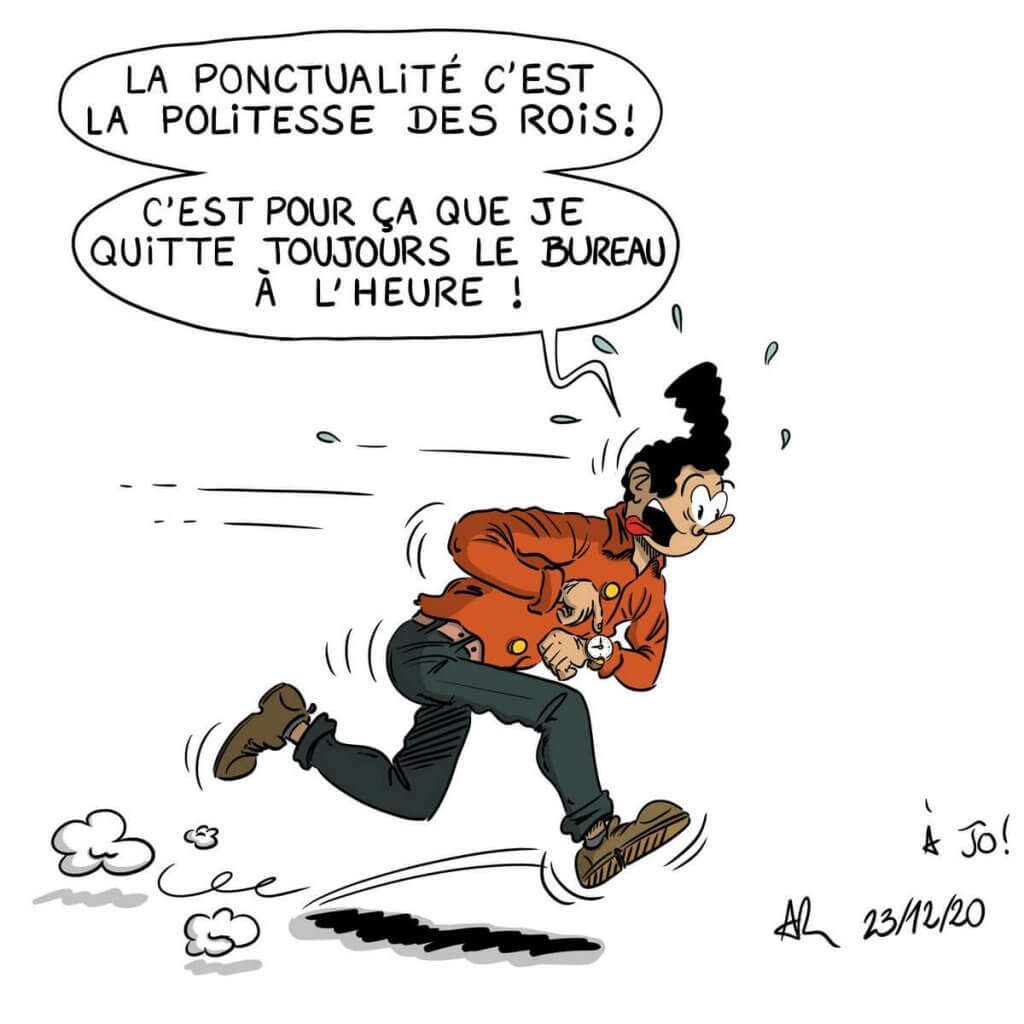 LA PONCTUALITÉ C'EST
LA POLITESSE DES ROIS!
C'EST POUR ÇA QUE JE
QUITTE TOUJOURS LE BUREAU
À L'HEURE !
À JO!
AR 23/12/20